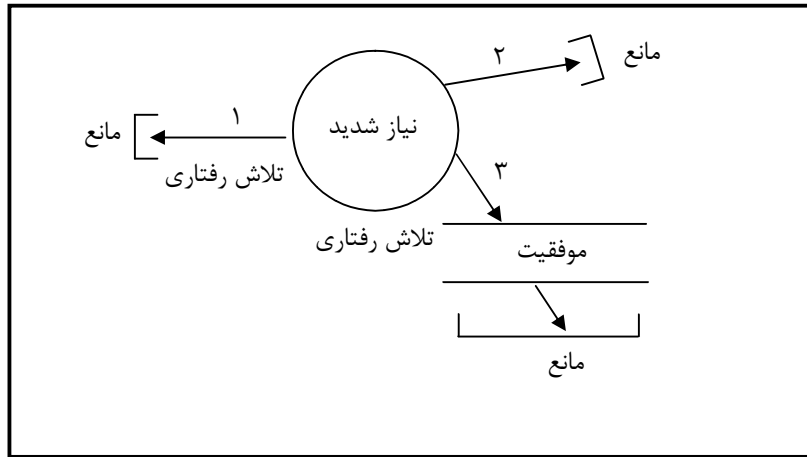 ۲
مانع
۱
مانع
نیاز شدید
تلاش رفتاری
۳
تلاش رفتاری
موفقیت
مانع